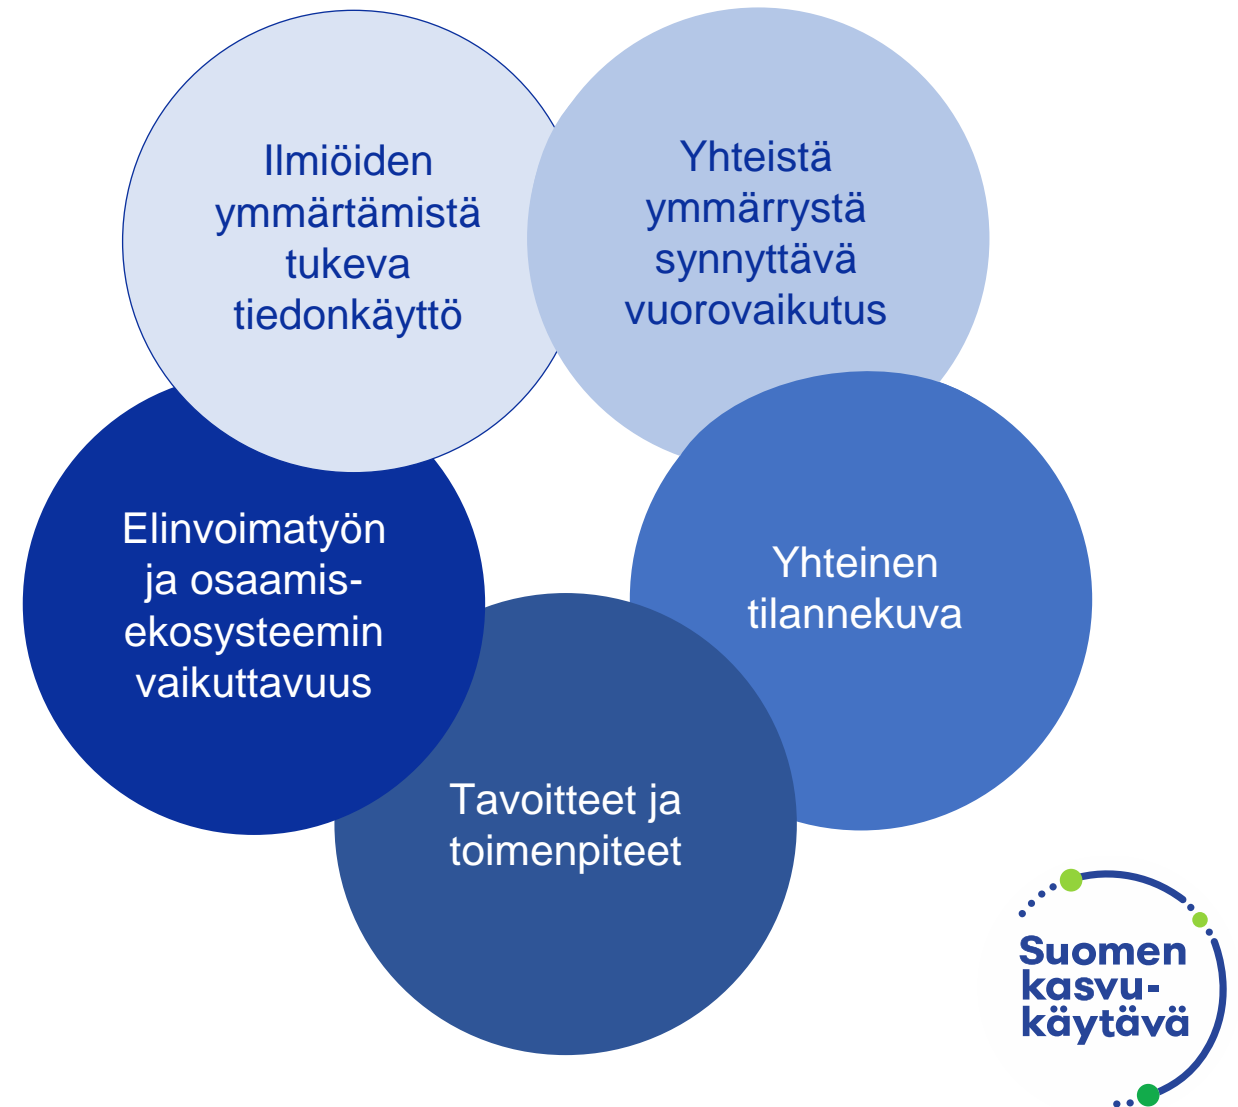 Ilmiöiden
ymmärtämistä
tukeva
tiedonkäyttö
Yhteistä
ymmärrystä
synnyttävä
vuorovaikutus
Yhteinen
tilannekuva
Tavoitteet ja
toimenpiteet
Elinvoimatyön
ja osaamis-
ekosysteemin
vaikuttavuus
Suomen
kasvu-
käytävä